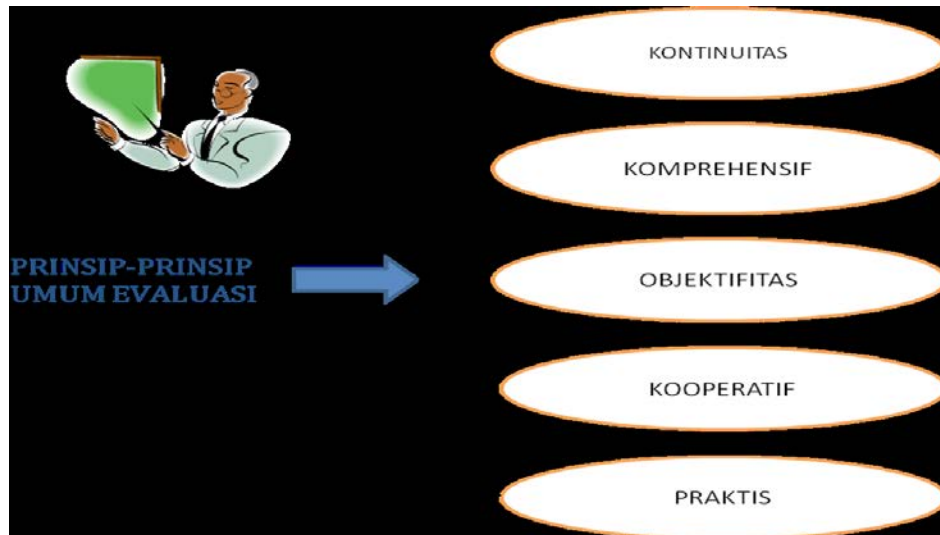 PRINSIP-PRINSIP
UMUM EVALUASI
KONTINUITAS
KOMPREHENSIF
OBJEKTIFITAS
KOOPERATIF
PRAKTIS